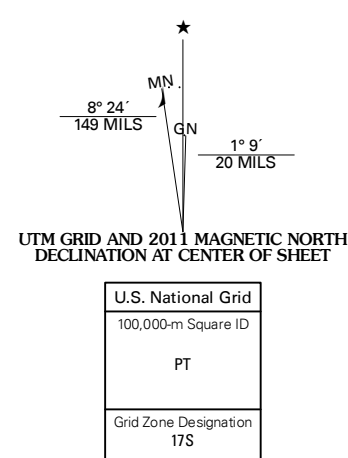 ★
MN
8° 24´
149 MILS
GN
1° 9´
20 MILS
UTM GRID AND 2011 MAGNETIC NORTH
DECLINATION AT CENTER OF SHEET
U.S. National Grid
100,000-m Square ID
PT
Grid Zone Designation
17S